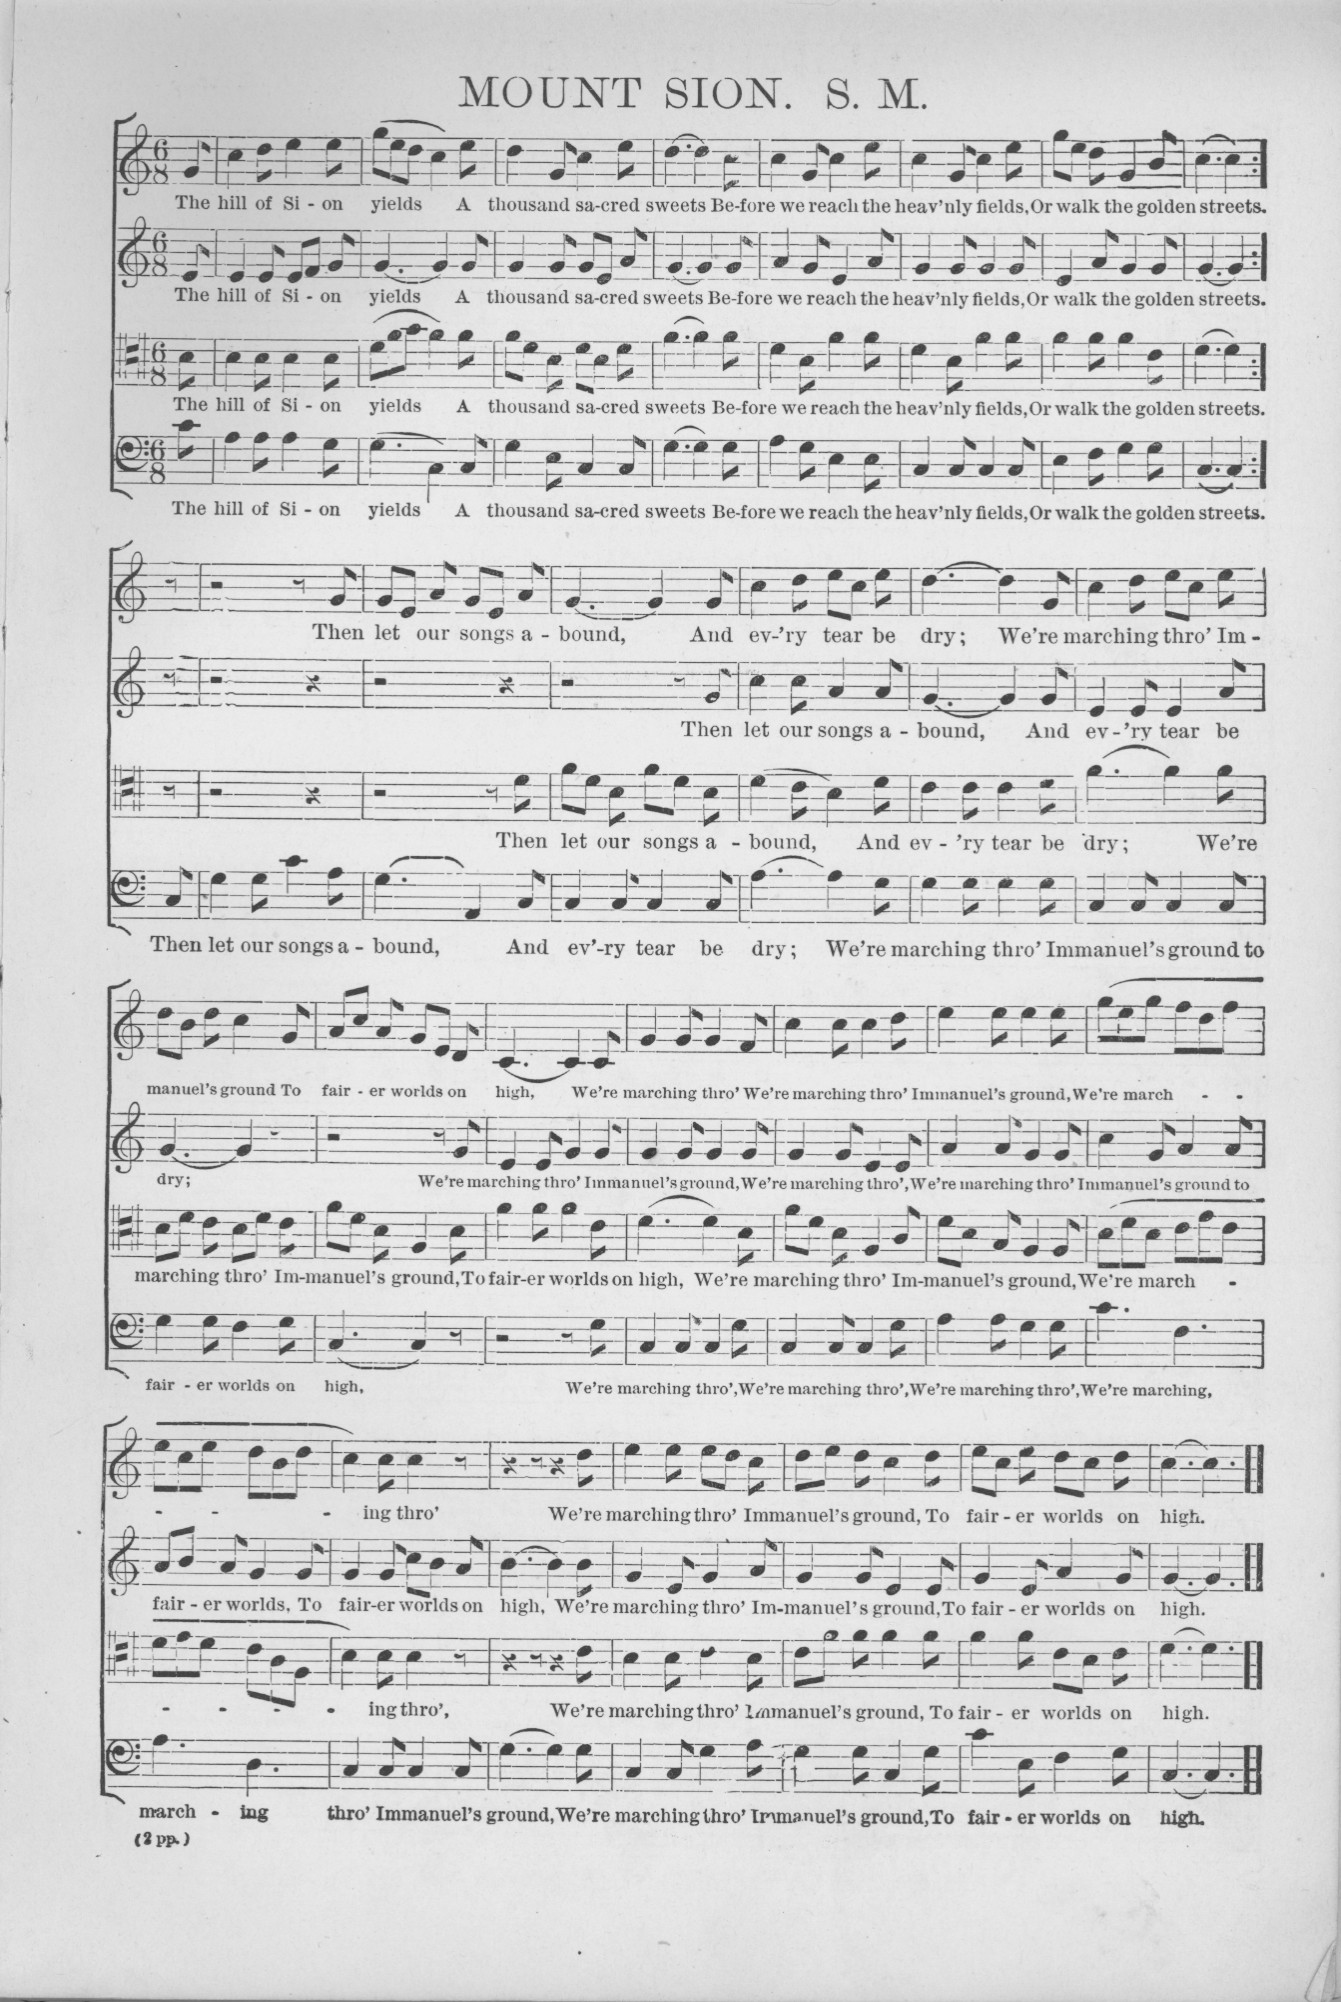 MOUNT SION. S. M.
The hill of Si - on yields A thousand sa-cred sweets Be-fore we reach the heav'nly fields, Or walk the golden streets.
The hill of Si - on yields A thousand sa-cred sweets Be-fore we reach the heav'nly fields, Or walk the golden streets.
The hill of Si - on yields A thousand sa-cred sweets Be-fore we reach the heav'nly fields, Or walk the golden streets.
The hill of Si - on yields A thousand sa-cred sweets Be-fore we reach the heav'nly fields, Or walk the golden streets.
Then let our songs a - bound, And ev-'ry tear be dry; We're marching thro' Im -
Then let our songs a - bound, And ev-'ry tear be
Then let our songs a - bound, And ev - 'ry tear be dry; We're
Then let our songs a - bound, And ev'-ry tear be dry; We're marching thro' Immanuel's ground to
manuel's ground To fair - er worlds on high, We're marching thro' We're marching thro' Immanuel's ground, We're march - -
dry; We're marching thro' Immanuel's ground, We're marching thro', We're marching thro' Immanuel's ground to
marching thro' Im-manuel's ground, To fair-er worlds on high, We're marching thro' Im-manuel's ground, We're march -
fair - er worlds on high, We're marching thro', We're marching thro', We're marching thro', We're marching,
- - - ing thro' We're marching thro' Immanuel's ground, To fair - er worlds on high.
fair - er worlds, To fair-er worlds on high, We're marching thro' Im-manuel's ground, To fair - er worlds on high.
- - - - ing thro', We're marching thro' Immanuel's ground, To fair - er worlds on high.
march - ing thro' Immanuel's ground, We're marching thro' Immanuel's ground, To fair - er worlds on high.
(2 pp.)